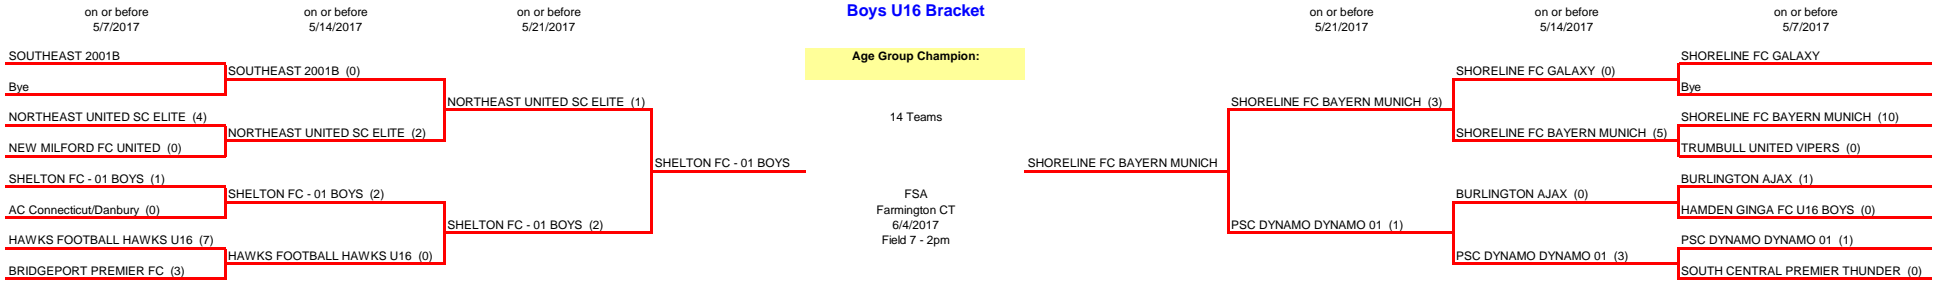 on or before
5/7/2017
on or before
5/14/2017
on or before
5/21/2017
Boys U16 Bracket
on or before
5/21/2017
on or before
5/14/2017
on or before
5/7/2017
SOUTHEAST 2001B
Bye
NORTHEAST UNITED SC ELITE (4)
NEW MILFORD FC UNITED (0)
SHELTON FC - 01 BOYS (1)
AC Connecticut/Danbury (0)
HAWKS FOOTBALL HAWKS U16 (7)
BRIDGEPORT PREMIER FC (3)
SOUTHEAST 2001B (0)
NORTHEAST UNITED SC ELITE (2)
SHELTON FC - 01 BOYS (2)
HAWKS FOOTBALL HAWKS U16 (0)
NORTHEAST UNITED SC ELITE (1)
SHELTON FC - 01 BOYS (2)
SHELTON FC - 01 BOYS
Age Group Champion:
14 Teams
FSA
Farmington CT
6/4/2017
Field 7 - 2pm
SHORELINE FC BAYERN MUNICH
SHORELINE FC BAYERN MUNICH (3)
PSC DYNAMO DYNAMO 01 (1)
SHORELINE FC GALAXY (0)
SHORELINE FC BAYERN MUNICH (5)
BURLINGTON AJAX (0)
PSC DYNAMO DYNAMO 01 (3)
SHORELINE FC GALAXY
Bye
SHORELINE FC BAYERN MUNICH (10)
TRUMBULL UNITED VIPERS (0)
BURLINGTON AJAX (1)
HAMDEN GINGA FC U16 BOYS (0)
PSC DYNAMO DYNAMO 01 (1)
SOUTH CENTRAL PREMIER THUNDER (0)